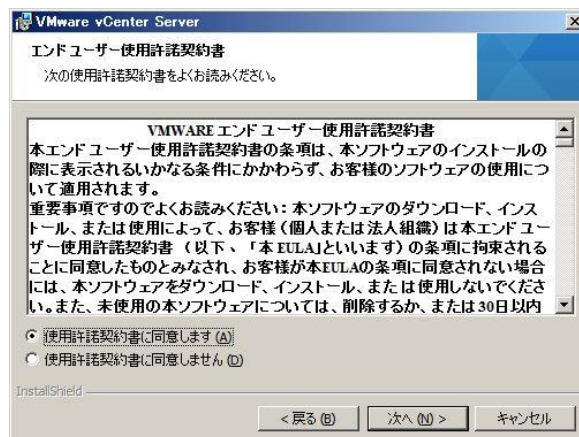 VMware vCenter Server
エンド ユーザー使用許諾契約書
次の使用許諾契約書をよくお読みください。
VMWARE エンド ユーザー使用許諾契約書
本エンド ユーザー使用許諾契約書の条項は、本ソフトウェアのインストールの
際に表示されるいかなる条件にかかわらず、お客様のソフトウェアの使用につ
いて適用されます。
重要事項ですのでよくお読みください：本ソフトウェアのダウンロード、インス
トール、または使用によって、お客様（個人または法人組織）は本エンド ユー
ザー使用許諾契約書 （以下、「本 EULA」といいます）の条項に拘束される
ことに同意したものとみなされ、お客様が本EULAの条項に同意されない場合
には、本ソフトウェアをダウンロード、インストール、または使用しないでくださ
い。また、未使用の本ソフトウェアについては、削除するか、または30日以内
使用許諾契約書に同意します (A)
使用許諾契約書に同意しません (D)
InstallShield
< 戻る (B)
次へ (N) >
キャンセル